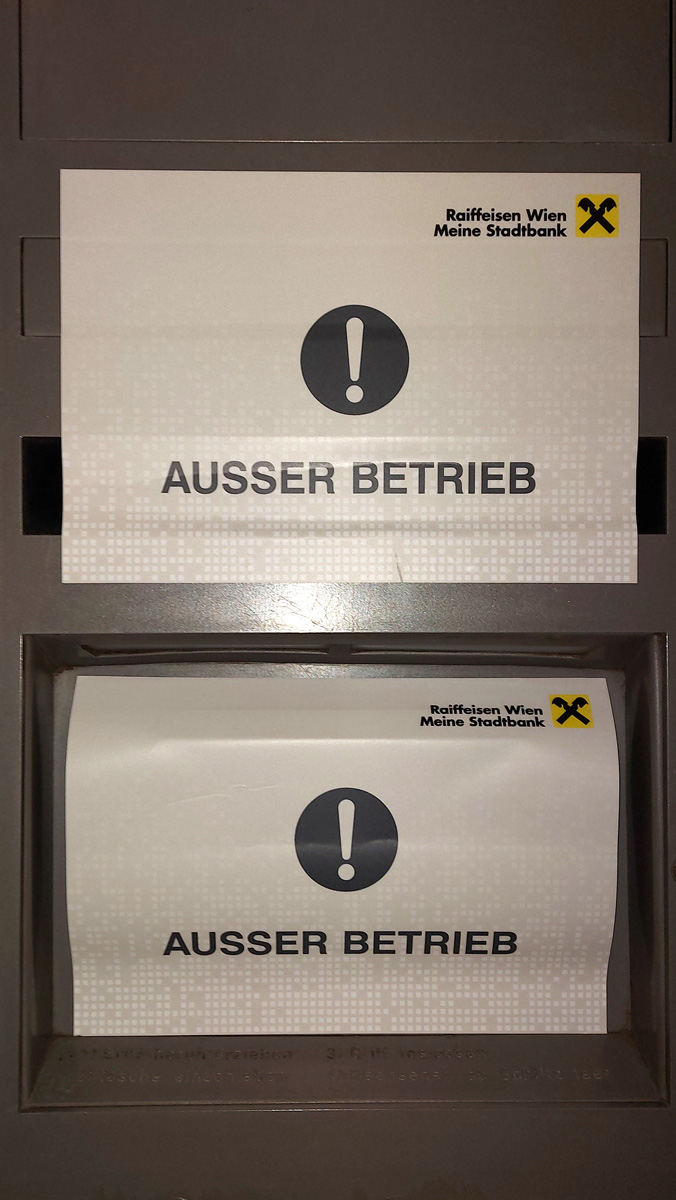 Raiffeisen Wien
Meine Stadtbank
!
AUSSER BETRIEB
Raiffeisen Wien
Meine Stadtbank
!
AUSSER BETRIEB